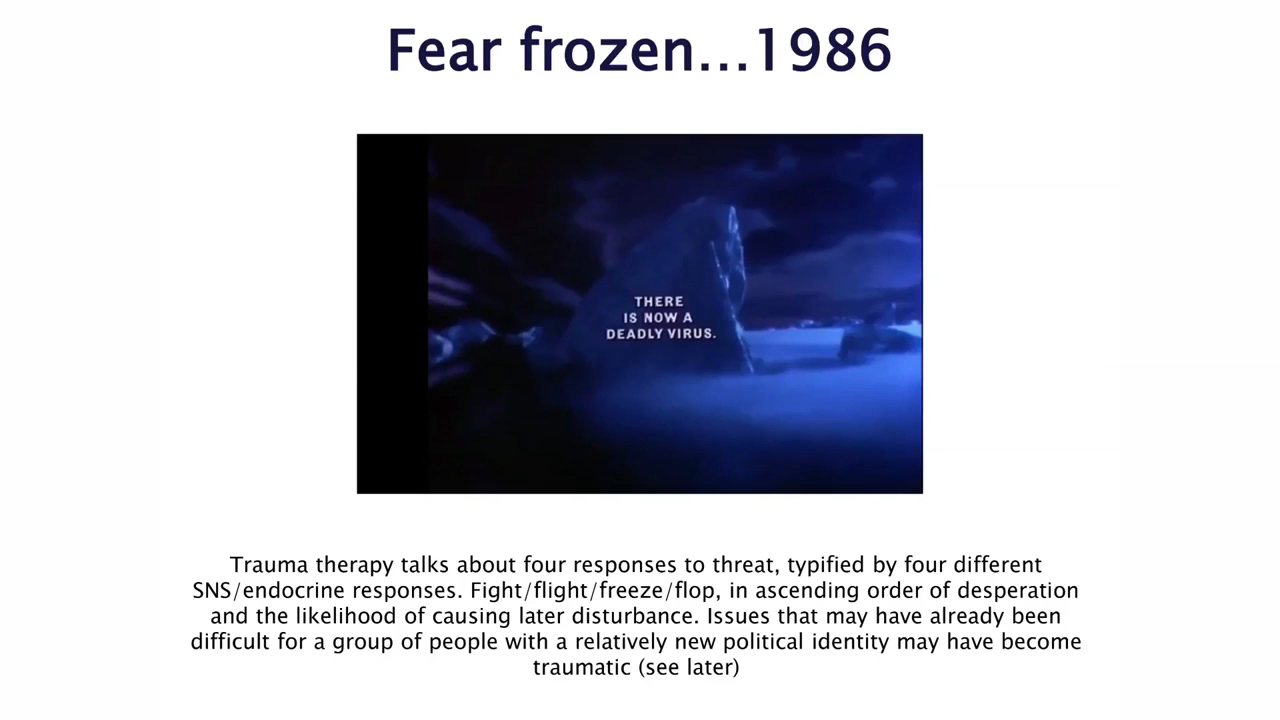 Fear frozen...1986
THERE
IS NOW A
DEADLY VIRUS.
Trauma therapy talks about four responses to threat, typified by four different
SNS/endocrine responses. Fight/flight/freeze/flop, in ascending order of desperation
and the likelihood of causing later disturbance. Issues that may have already been
difficult for a group of people with a relatively new political identity may have become
traumatic (see later)